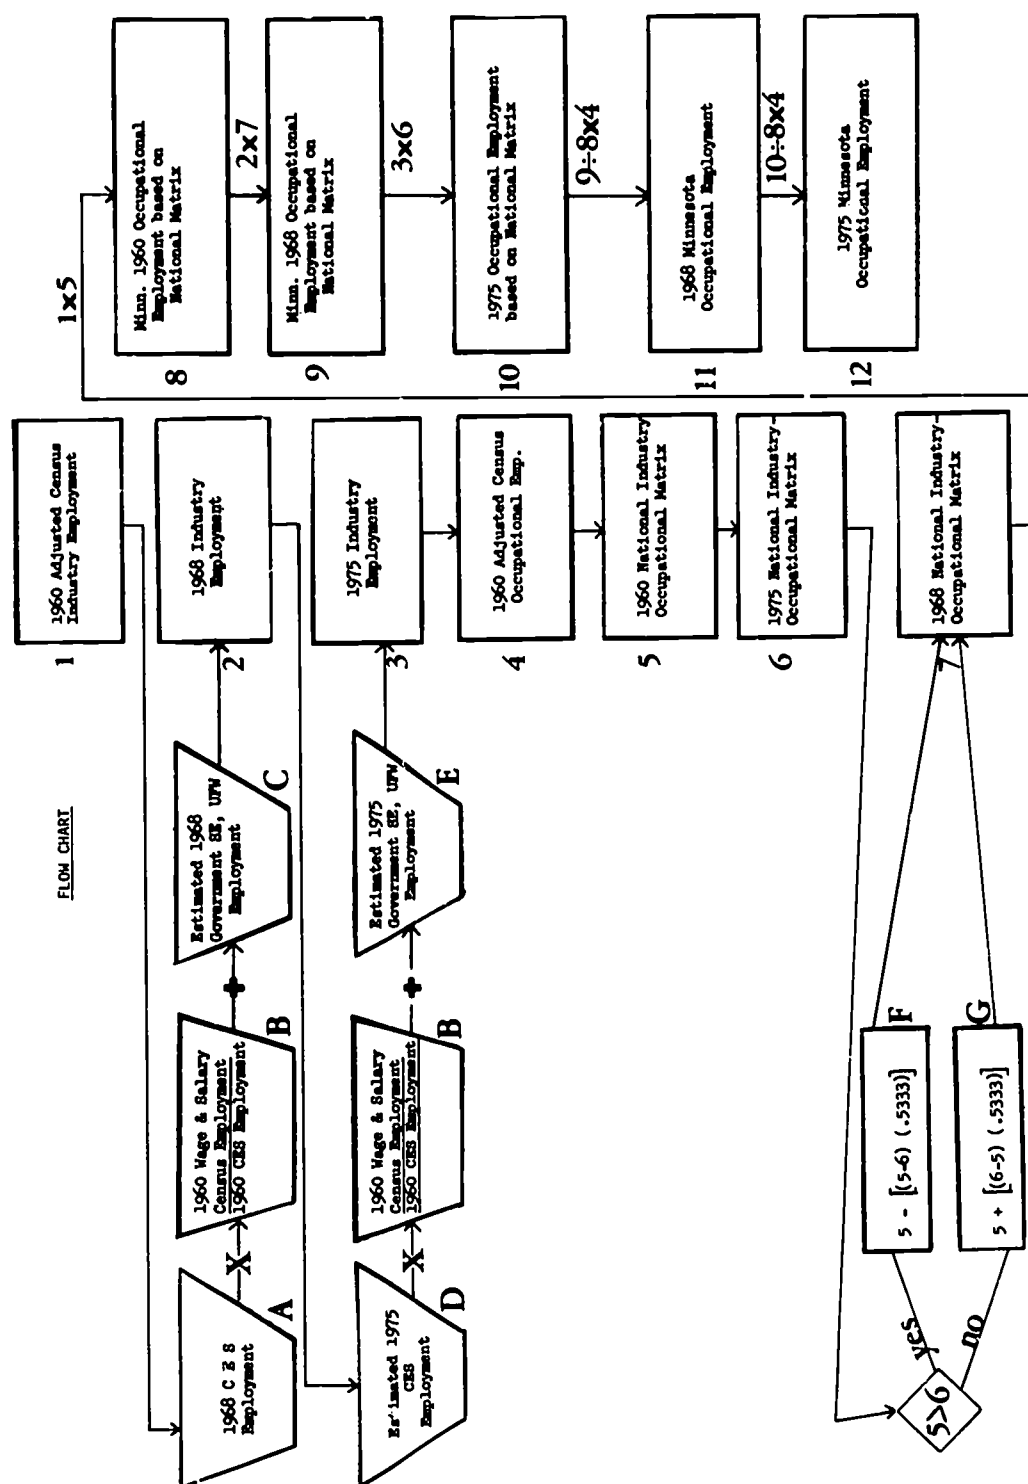 FLOW CHART
1
1960 Adjusted Census
Industry Employment
1968 C E S
Employment
A
X
1960 Wage & Salary
Census Employment
1960 CES Employment
B
+
Estimated 1968
Government SE, UFW
Employment
C
2
1968 Industry
Employment
Estimated 1975
CES
Employment
D
X
1960 Wage & Salary
Census Employment
1960 CES Employment
B
+
Estimated 1975
Government SE, UFW
Employment
E
3
1975 Industry
Employment
4
1960 Adjusted Census
Occupational Emp.
5
1960 National Industry-
Occupational Matrix
6
1975 National Industry-
Occupational Matrix
5>6
yes
no
5 - [(5-6) (.5333)]
F
5 + [(6-5) (.5333)]
G
7
1968 National Industry-
Occupational Matrix
1x5
8
Minn. 1960 Occupational
Employment based on
National Matrix
2x7
9
Minn. 1968 Occupational
Employment based on
National Matrix
3x6
10
1975 Occupational Employment
based on National Matrix
9÷8x4
11
1968 Minnesota
Occupational Employment
10÷8x4
12
1975 Minnesota
Occupational Employment